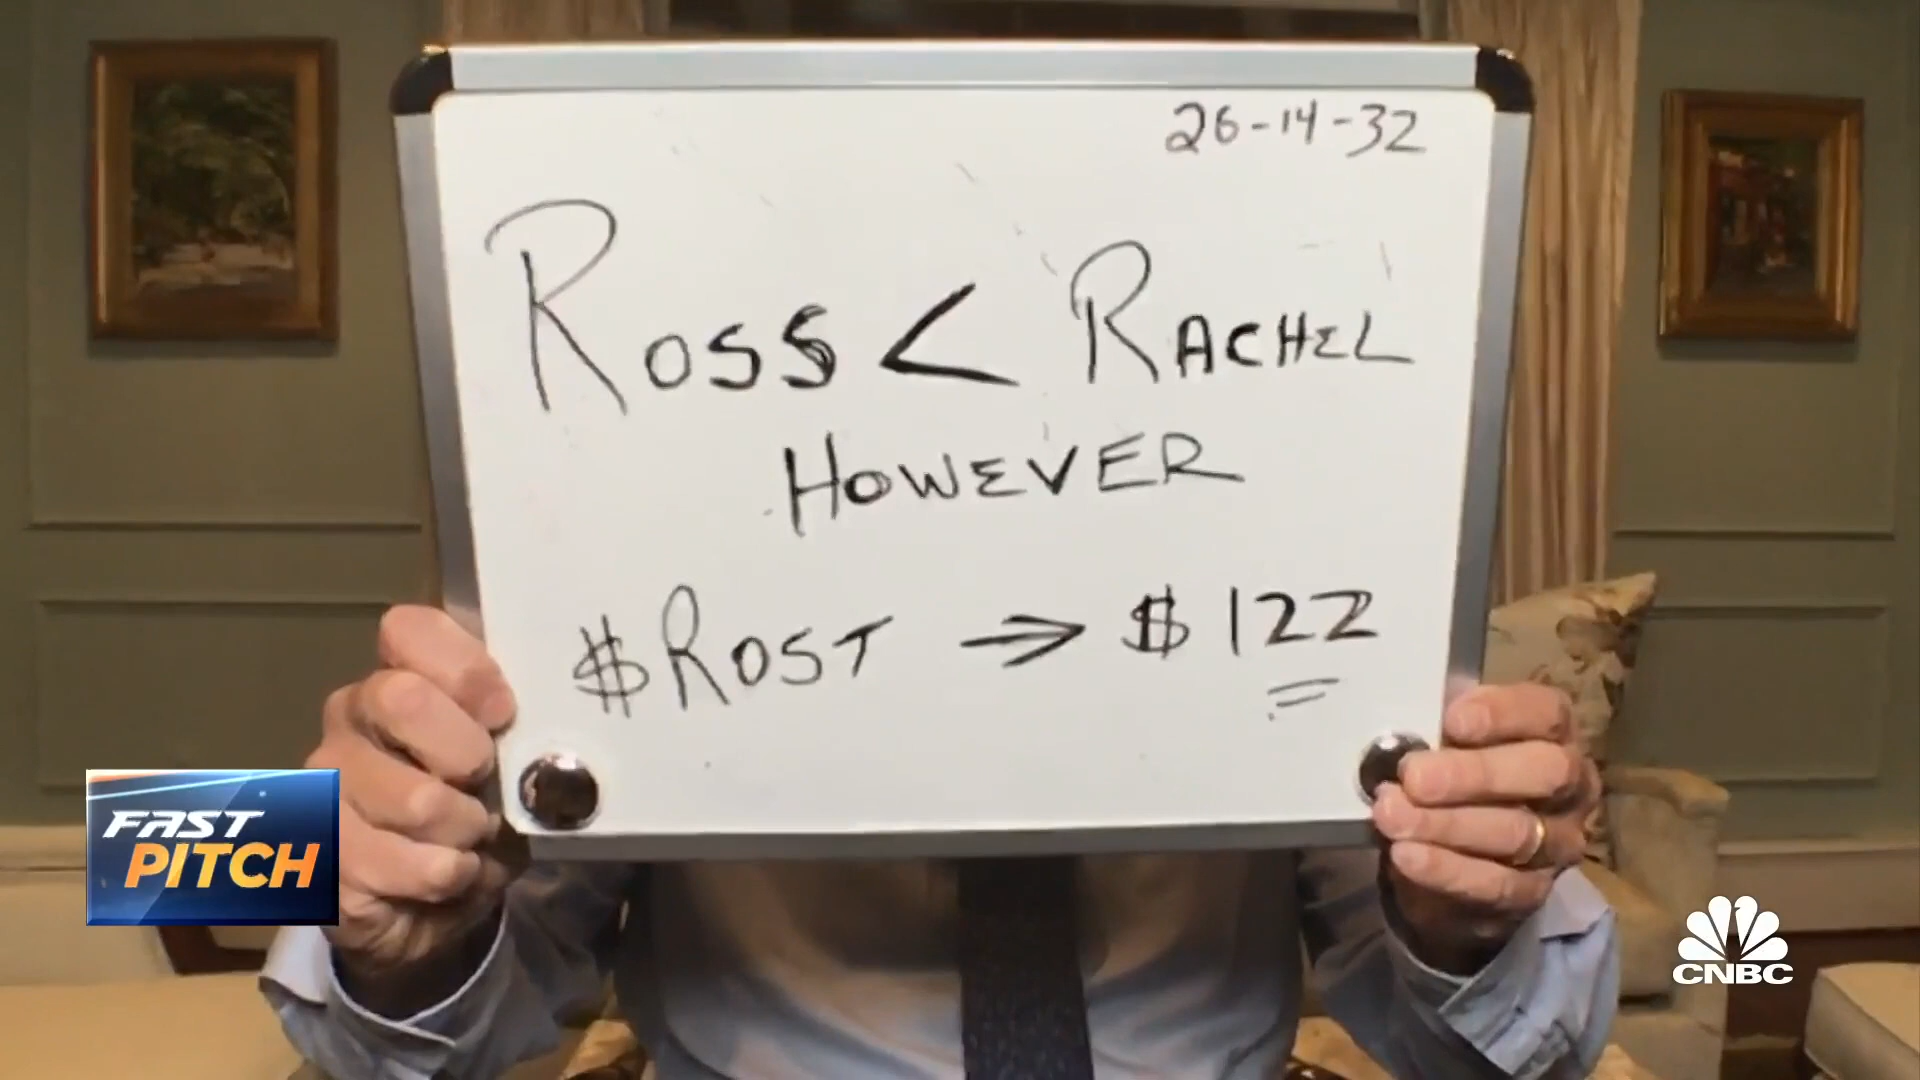 26-14-32
ROSS < RACHEL
HOWEVER
$ROST → $122
FAST
PITCH
CNBC